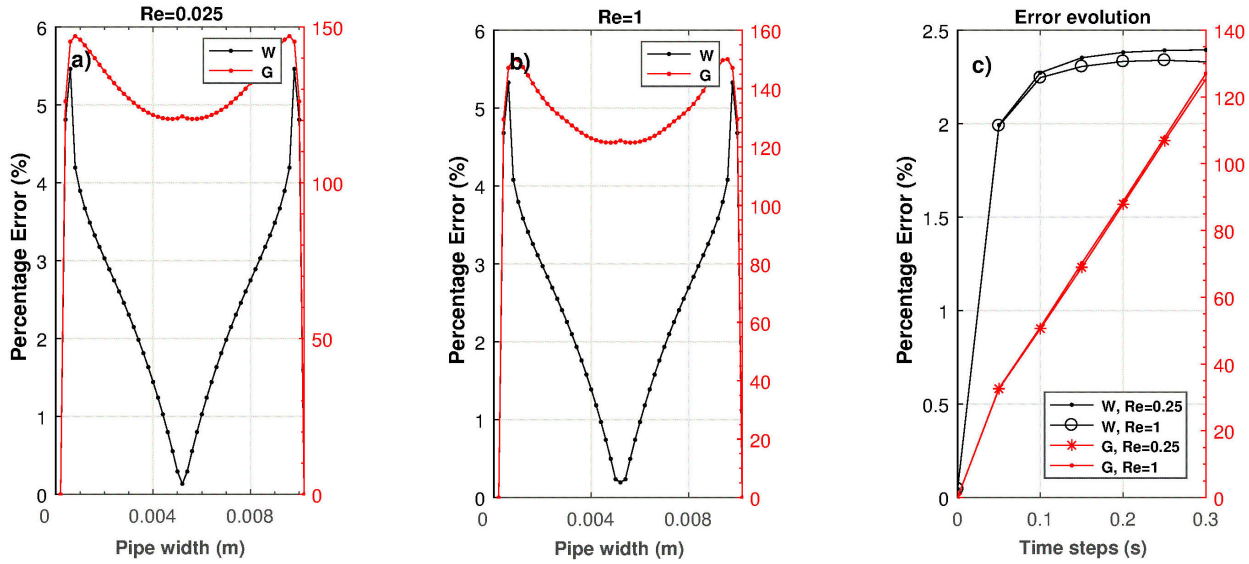 Re=0.025
6
5
4
3
2
1
0
Percentage Error (%)
a)
W
G
150
100
50
0
0
0.004
0.008
Pipe width (m)
Re=1
6
5
4
3
2
1
0
Percentage Error (%)
b)
W
G
160
140
120
100
80
60
40
20
0
0
0.004
0.008
Pipe width (m)
Error evolution
2.5
2
1.5
1
0.5
0
Percentage Error (%)
c)
W, Re=0.25
W, Re=1
G, Re=0.25
G, Re=1
140
120
100
80
60
40
20
0
0
0.1
0.2
0.3
Time steps (s)